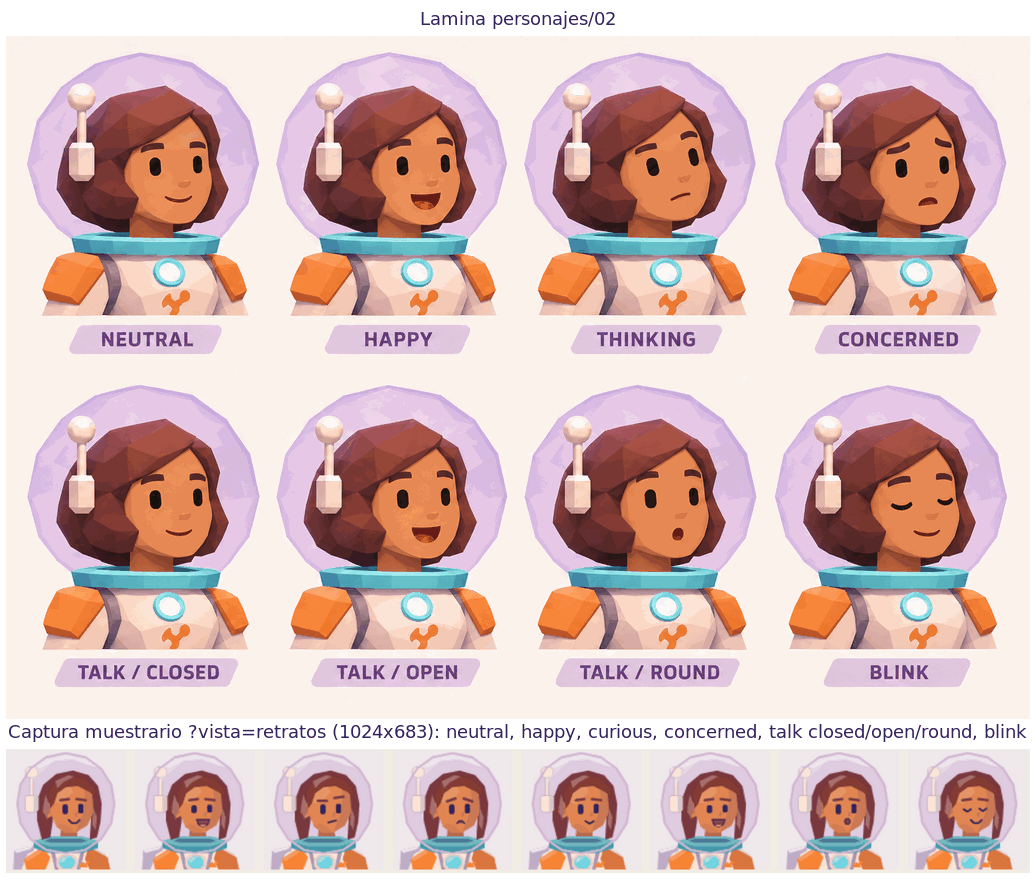 Lamina personajes/02
NEUTRAL
HAPPY
THINKING
CONCERNED
TALK / CLOSED
TALK / OPEN
TALK / ROUND
BLINK
Captura muestrario ?vista=retratos (1024x683): neutral, happy, curious, concerned, talk closed/open/round, blink